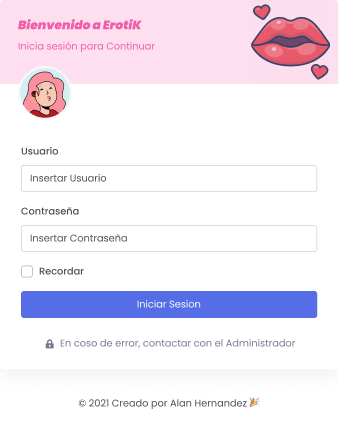 Bienvenido a ErotiK
Inicia sesión para Continuar
Usuario
Insertar Usuario
Contraseña
Insertar Contraseña
Recordar
Iniciar Sesion
En coso de error, contactar con el Administrador
© 2021 Creado por Alan Hernandez 🎉